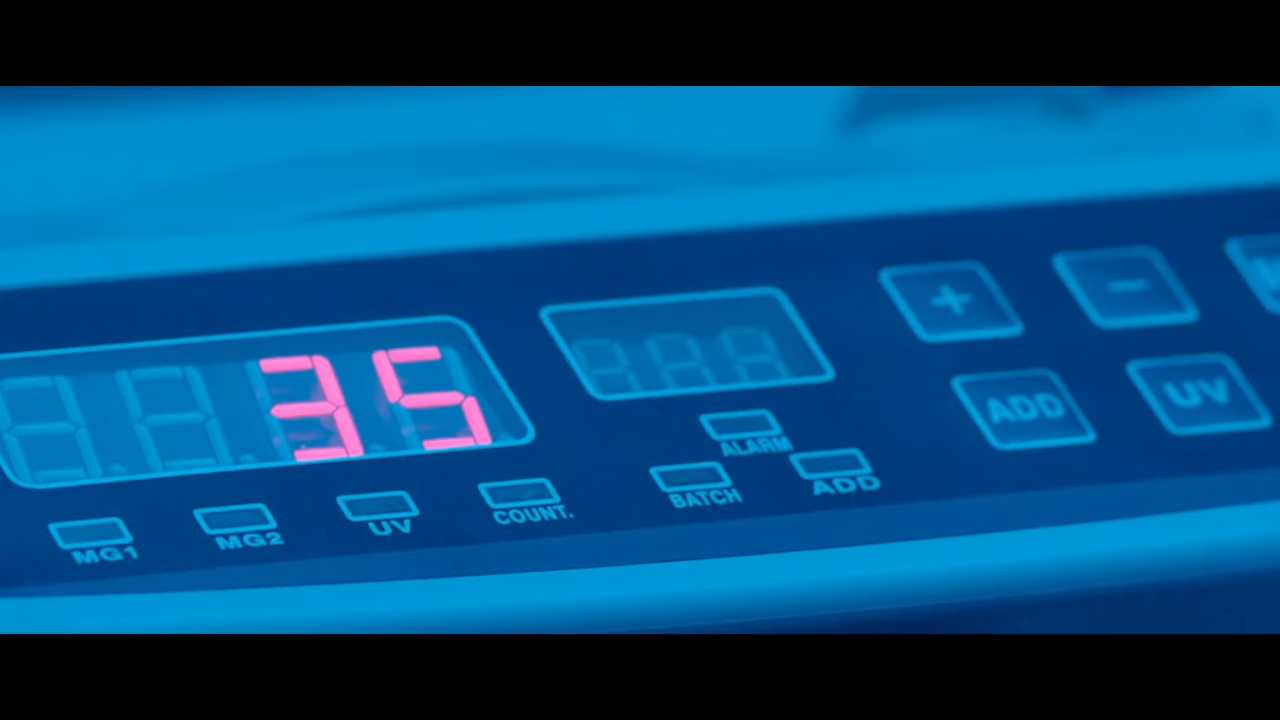 35
+ -
ADD UV
ALARM
BATCH ADD
MG1 MG2 UV COUNT.